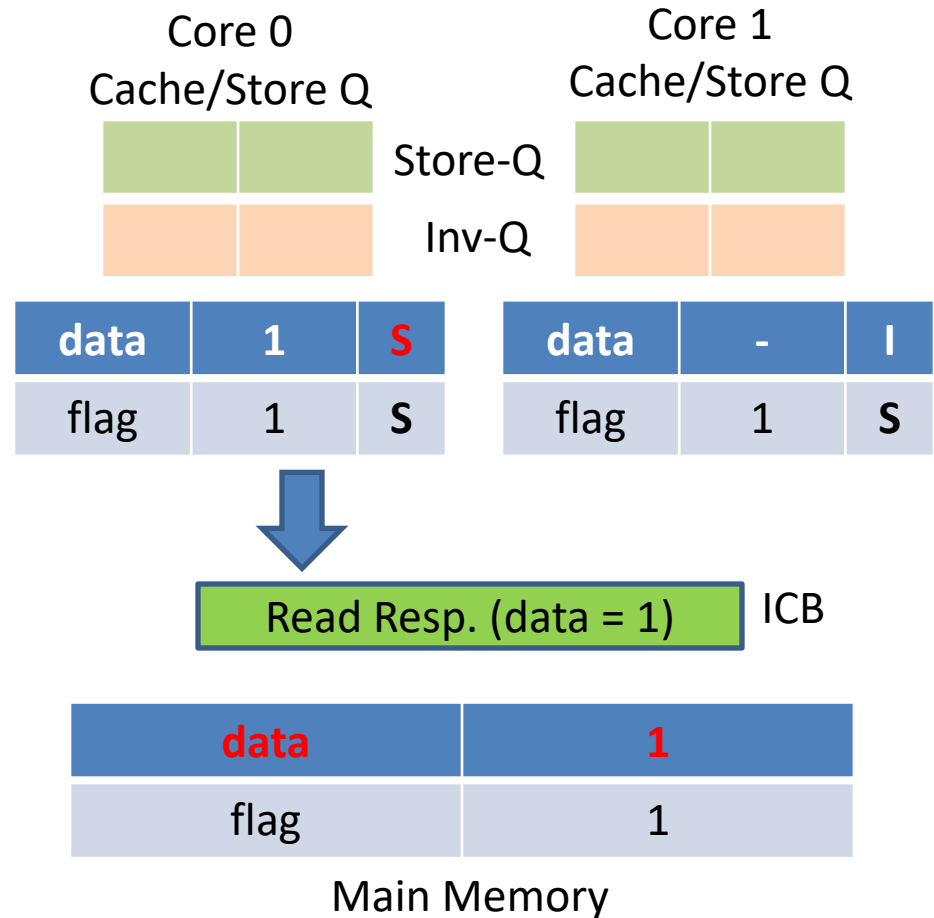 Core 0
Cache/Store Q
Core 1
Cache/Store Q
Store-Q
Inv-Q
data 1 S
flag 1 S
data - I
flag 1 S
Read Resp. (data = 1)
ICB
data 1
flag 1
Main Memory